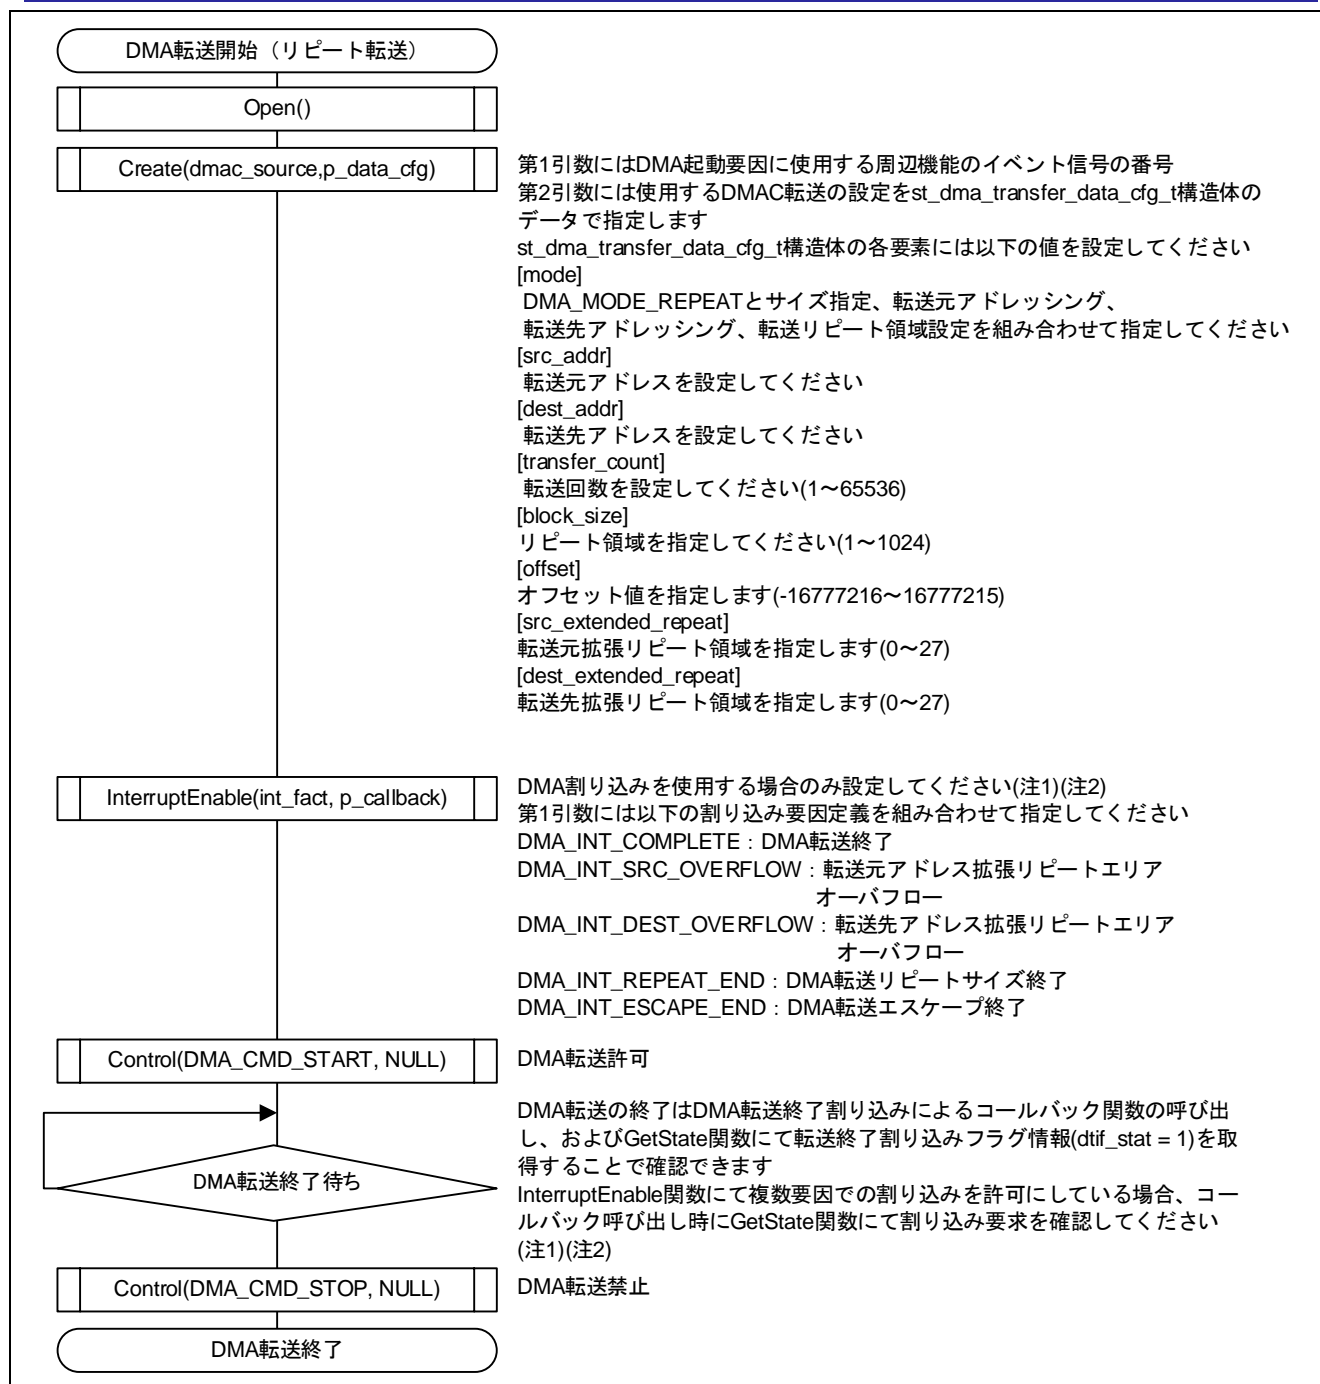 DMA転送開始（リピート転送）
Open()
Create(dmac_source,p_data_cfg)
第1引数にはDMA起動要因に使用する周辺機能のイベント信号の番号
第2引数には使用するDMAC転送の設定をst_dma_transfer_data_cfg_t構造体の
データで指定します
st_dma_transfer_data_cfg_t構造体の各要素には以下の値を設定してください
[mode]
DMA_MODE_REPEATとサイズ指定、転送元アドレッシング、
転送先アドレッシング、転送リピート領域設定を組み合わせて指定してください
[src_addr]
転送元アドレスを設定してください
[dest_addr]
転送先アドレスを設定してください
[transfer_count]
転送回数を設定してください(1～65536)
[block_size]
リピート領域を指定してください(1～1024)
[offset]
オフセット値を指定します(-16777216～16777215)
[src_extended_repeat]
転送元拡張リピート領域を指定します(0～27)
[dest_extended_repeat]
転送先拡張リピート領域を指定します(0～27)
InterruptEnable(int_fact, p_callback)
DMA割り込みを使用する場合のみ設定してください(注1)(注2)
第1引数には以下の割り込み要因定義を組み合わせて指定してください
DMA_INT_COMPLETE：DMA転送終了
DMA_INT_SRC_OVERFLOW：転送元アドレス拡張リピートエリア
オーバフロー
DMA_INT_DEST_OVERFLOW：転送先アドレス拡張リピートエリア
オーバフロー
DMA_INT_REPEAT_END：DMA転送リピートサイズ終了
DMA_INT_ESCAPE_END：DMA転送エスケープ終了
Control(DMA_CMD_START, NULL)
DMA転送許可
DMA転送終了待ち
DMA転送の終了はDMA転送終了割り込みによるコールバック関数の呼び出
し、およびGetState関数にて転送終了割り込みフラグ情報(dtif_stat = 1)を取
得することで確認できます
InterruptEnable関数にて複数要因での割り込みを許可にしている場合、コー
ルバック呼び出し時にGetState関数にて割り込み要求を確認してください
(注1)(注2)
Control(DMA_CMD_STOP, NULL)
DMA転送禁止
DMA転送終了